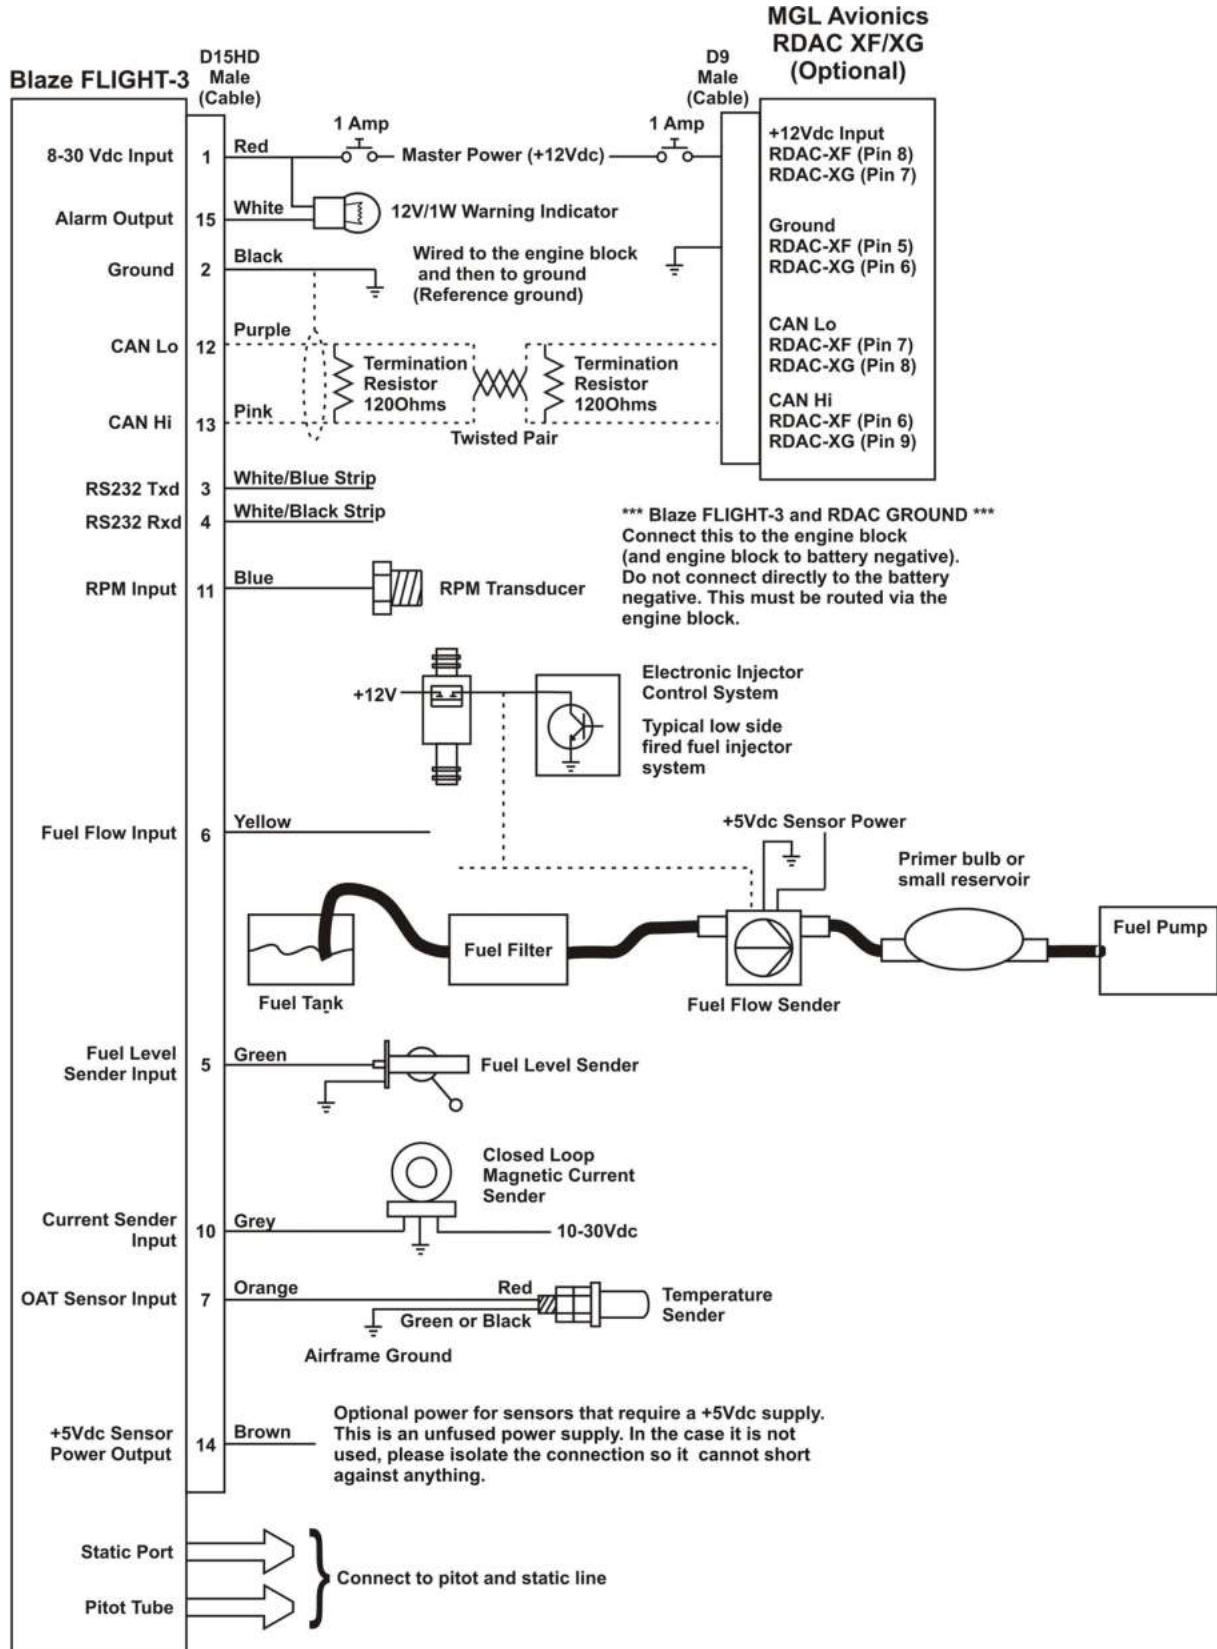 MGL Avionics
RDAC XF/XG
(Optional)
D15HD
Male
(Cable)
D9
Male
(Cable)
Blaze FLIGHT-3
8-30 Vdc Input
1
Red
1 Amp
Master Power (+12Vdc)
1 Amp
+12Vdc Input
RDAC-XF (Pin 8)
RDAC-XG (Pin 7)
Alarm Output
15
White
12V/1W Warning Indicator
Ground
2
Black
Wired to the engine block
and then to ground
(Reference ground)
Ground
RDAC-XF (Pin 5)
RDAC-XG (Pin 6)
CAN Lo
12
Purple
Termination
Resistor
120Ohms
Termination
Resistor
120Ohms
CAN Lo
RDAC-XF (Pin 7)
RDAC-XG (Pin 8)
CAN Hi
13
Pink
Twisted Pair
CAN Hi
RDAC-XF (Pin 6)
RDAC-XG (Pin 9)
RS232 Txd
3
White/Blue Strip
RS232 Rxd
4
White/Black Strip
*** Blaze FLIGHT-3 and RDAC GROUND ***
Connect this to the engine block
(and engine block to battery negative).
Do not connect directly to the battery
negative. This must be routed via the
engine block.
RPM Input
11
Blue
RPM Transducer
+12V
Electronic Injector
Control System
Typical low side
fired fuel injector
system
Fuel Flow Input
6
Yellow
+5Vdc Sensor Power
Primer bulb or
small reservoir
Fuel Tank
Fuel Filter
Fuel Flow Sender
Fuel Pump
Fuel Level
Sender Input
5
Green
Fuel Level Sender
Closed Loop
Magnetic Current
Sender
Current Sender
Input
10
Grey
10-30Vdc
OAT Sensor Input
7
Orange
Red
Green or Black
Temperature
Sender
Airframe Ground
+5Vdc Sensor
Power Output
14
Brown
Optional power for sensors that require a +5Vdc supply.
This is an unfused power supply. In the case it is not
used, please isolate the connection so it cannot short
against anything.
Static Port
Pitot Tube
Connect to pitot and static line